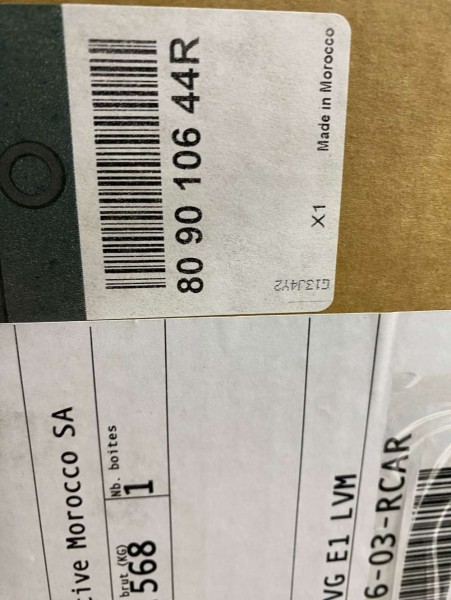 80 90 106 44R
X1
Made in Morocco
G13J4Y2
tive Morocco SA
brut (KG)
568
Nb. boites
1
VG E1 LVM
6-03-RCAR